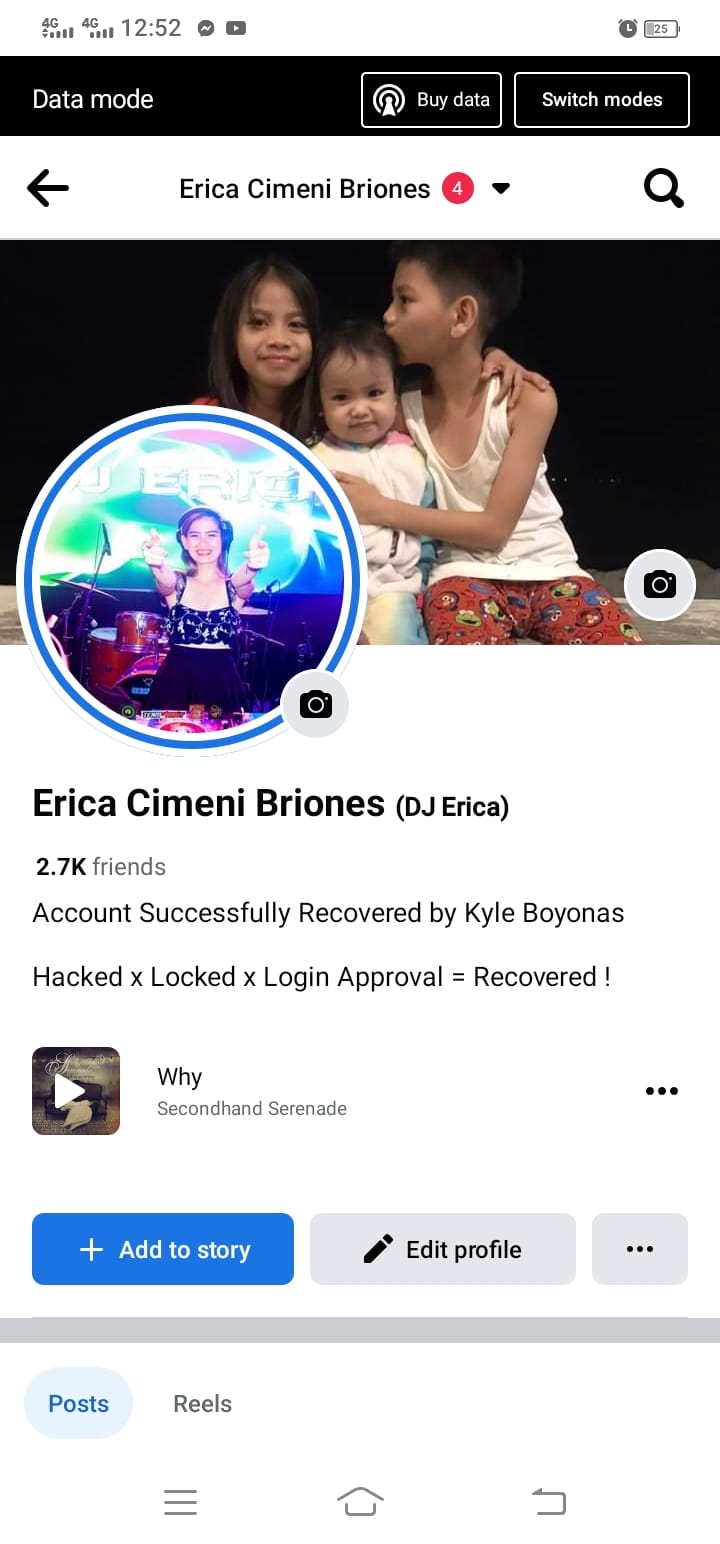 4G 4G 12:52 25
Data mode Buy data Switch modes
Erica Cimeni Briones 4
DJ ERIC
Erica Cimeni Briones (DJ Erica)
2.7K friends
Account Successfully Recovered by Kyle Boyonas
Hacked x Locked x Login Approval = Recovered !
Why
Secondhand Serenade
Add to story Edit profile
Posts Reels